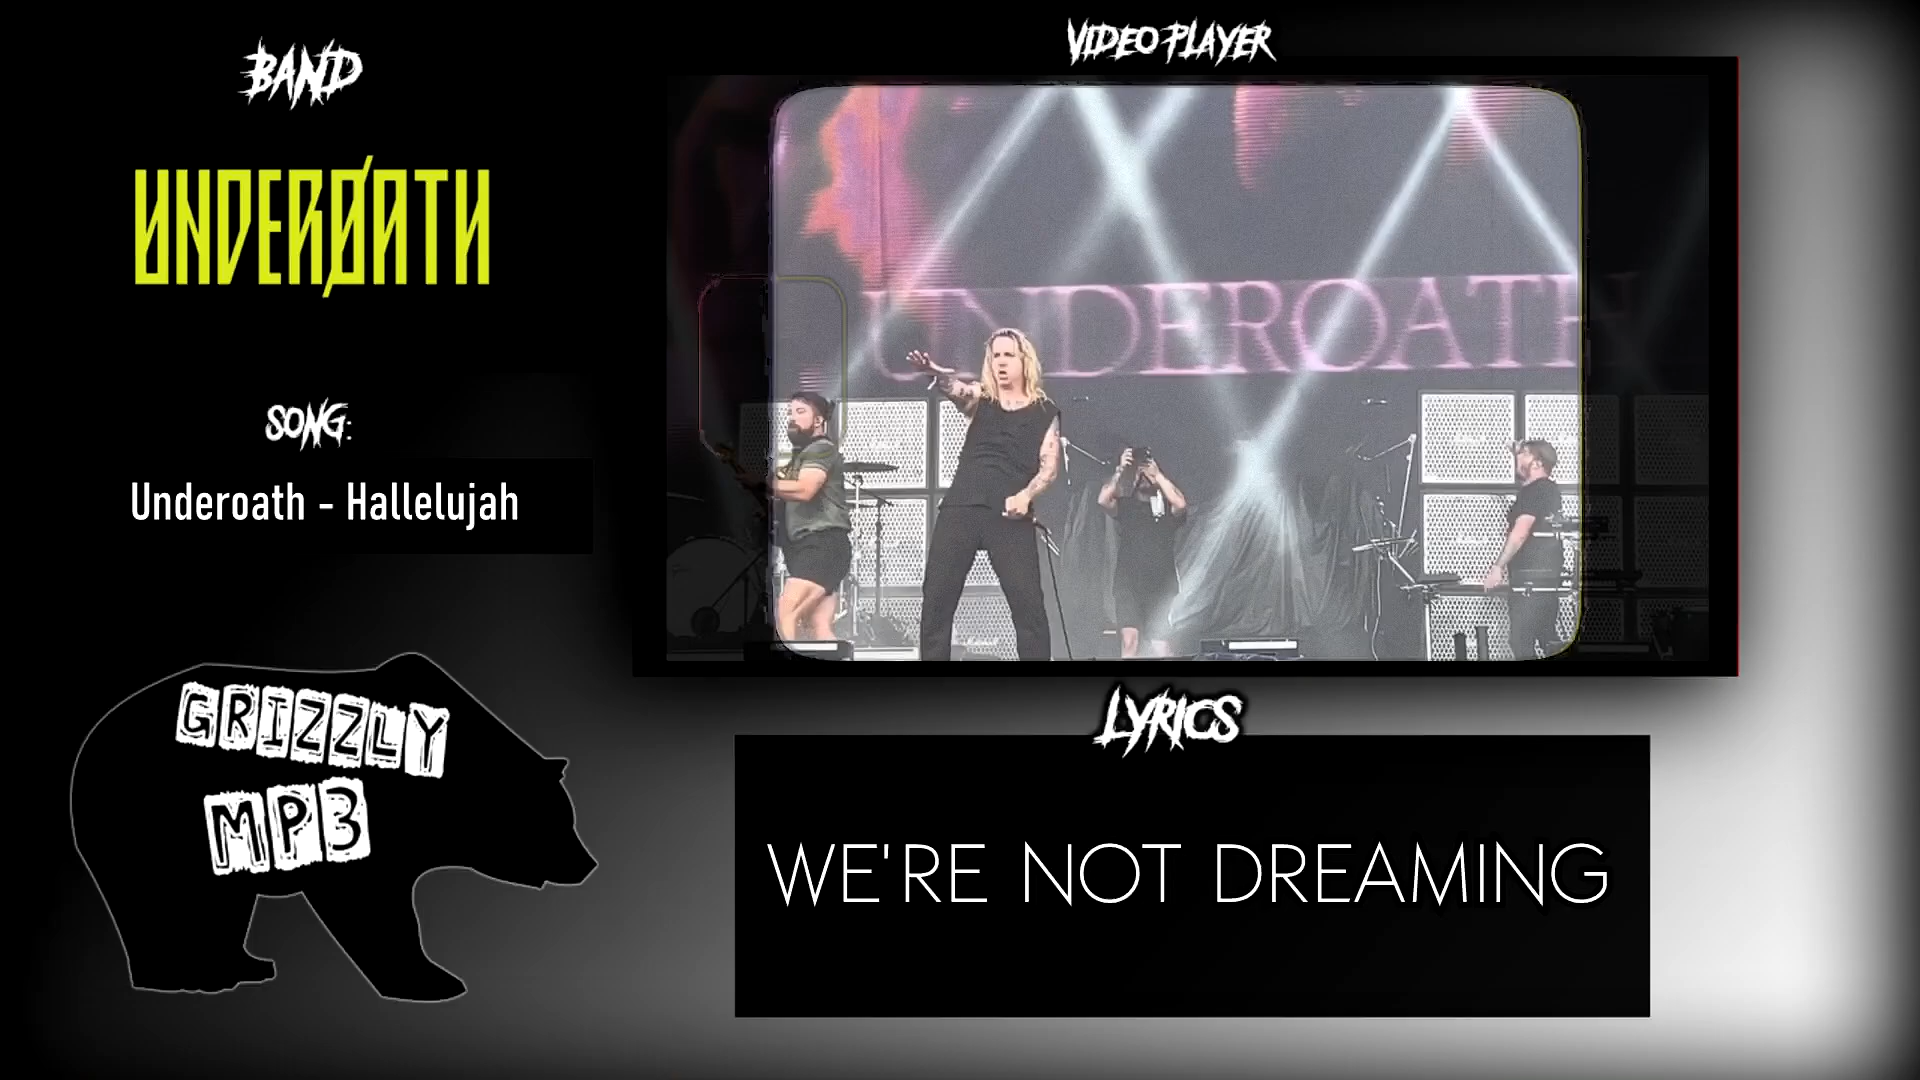 BAND
UNDERØATH
SONG:
Underoath - Hallelujah
GRIZZLY
MP3
VIDEO PLAYER
UNDEROATH
LYRICS
WE'RE NOT DREAMING